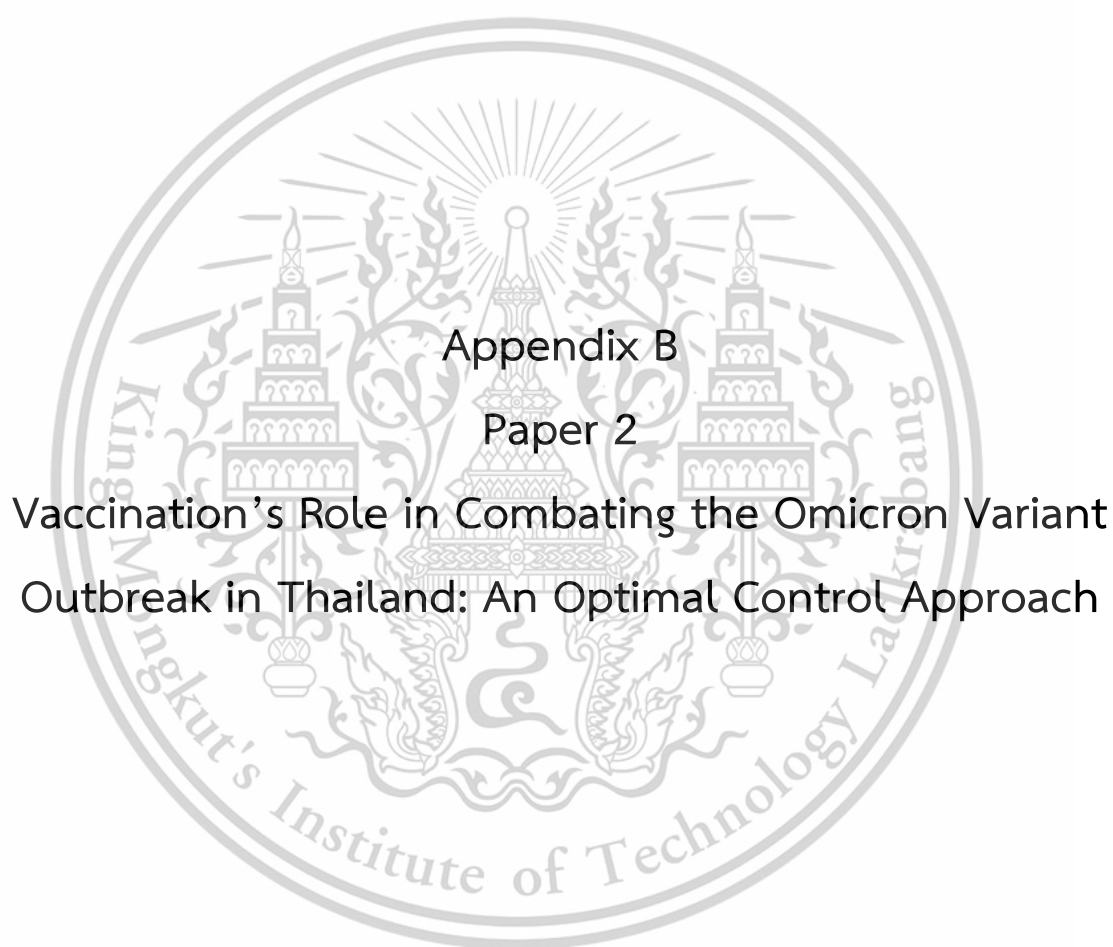 Appendix B
Paper 2
Vaccination’s Role in Combating the Omicron Variant
Outbreak in Thailand: An Optimal Control Approach
King Mongkut's Institute of Technology Ladkrabang